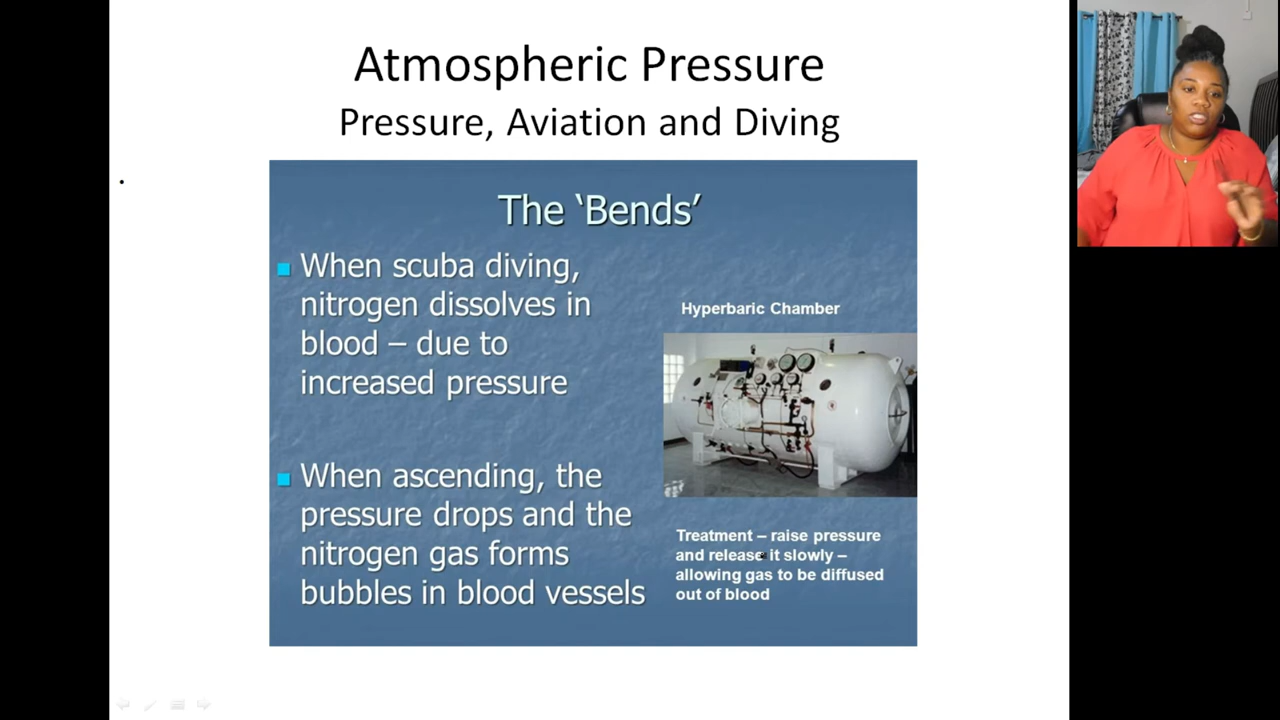 Atmospheric Pressure
Pressure, Aviation and Diving
The ‘Bends’
When scuba diving,
nitrogen dissolves in
blood – due to
increased pressure
When ascending, the
pressure drops and the
nitrogen gas forms
bubbles in blood vessels
Hyperbaric Chamber
Treatment – raise pressure
and release it slowly –
allowing gas to be diffused
out of blood